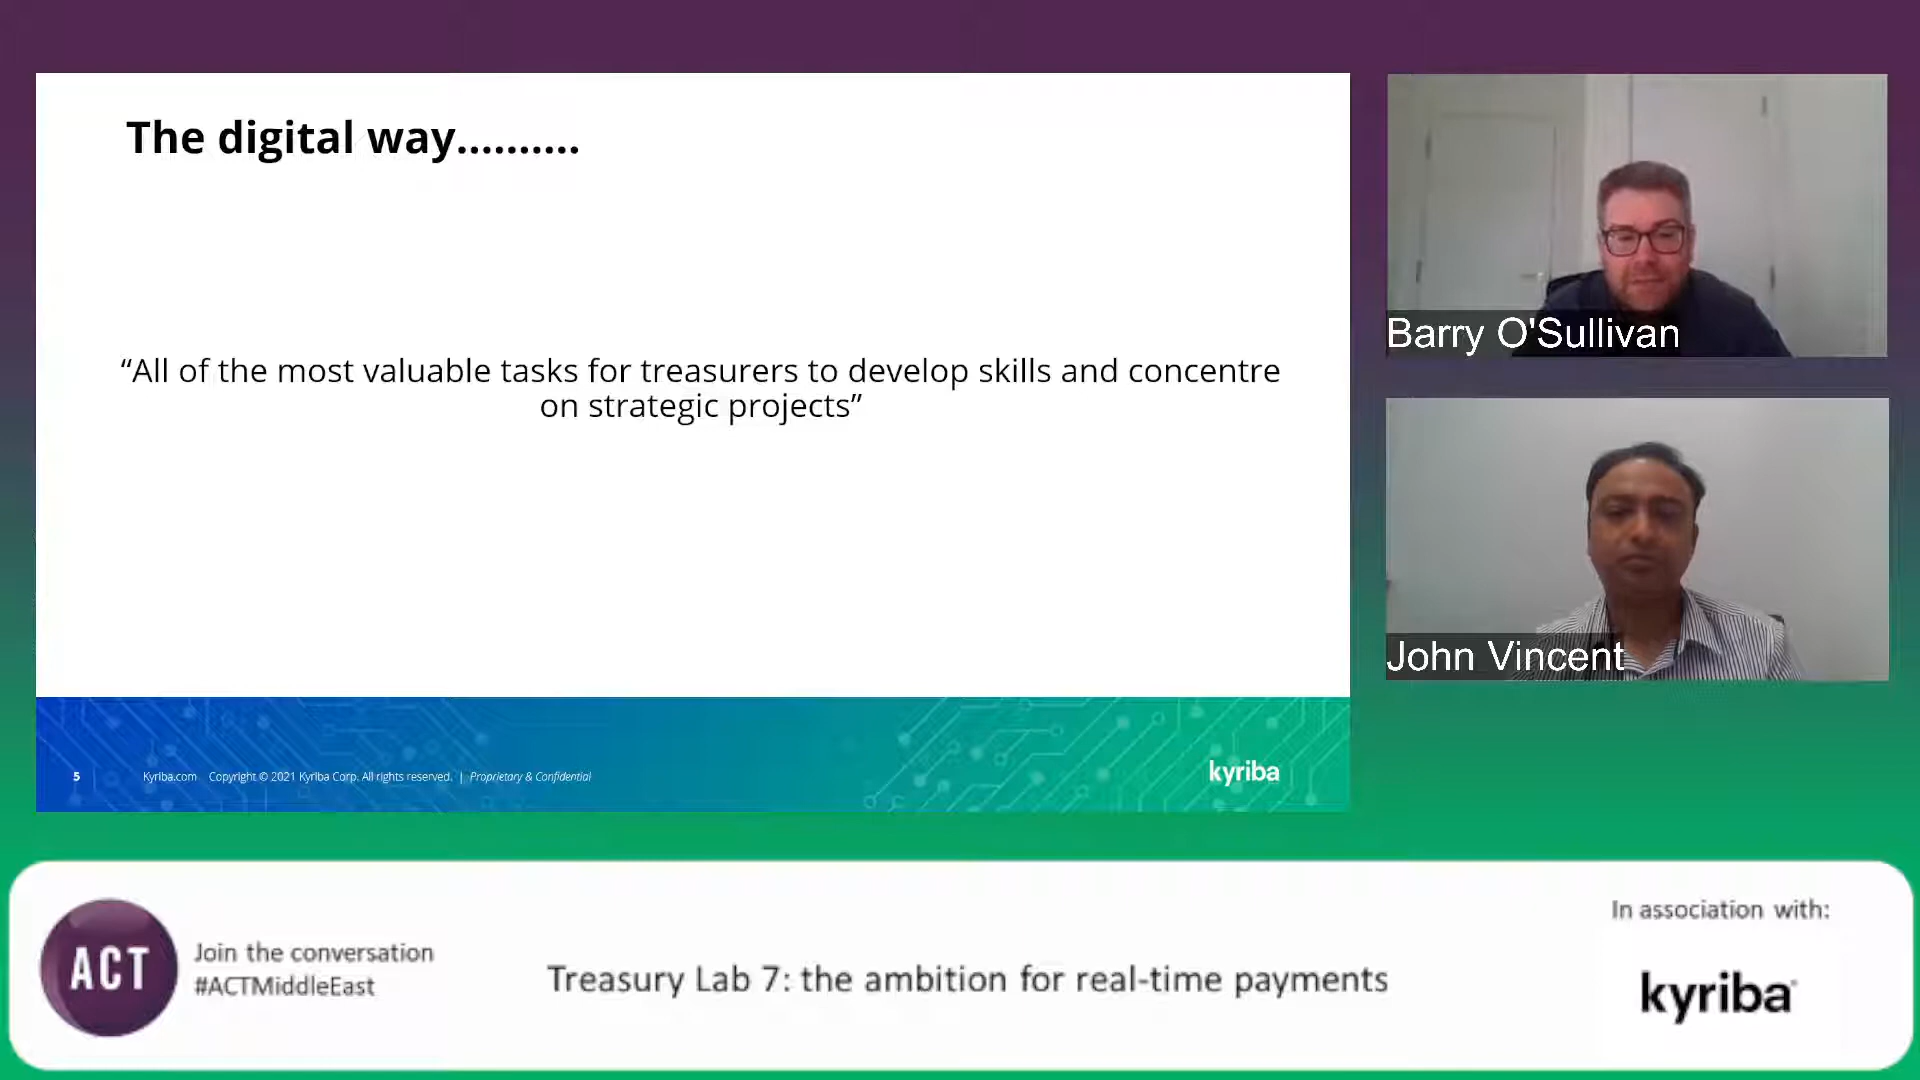 The digital way..........
“All of the most valuable tasks for treasurers to develop skills and concentre
on strategic projects”
5 Kyriba.com Copyright © 2021 Kyriba Corp. All rights reserved. | Proprietary & Confidential
kyriba
Barry O'Sullivan
John Vincent
ACT
Join the conversation
#ACTMiddleEast
Treasury Lab 7: the ambition for real-time payments
In association with:
kyriba